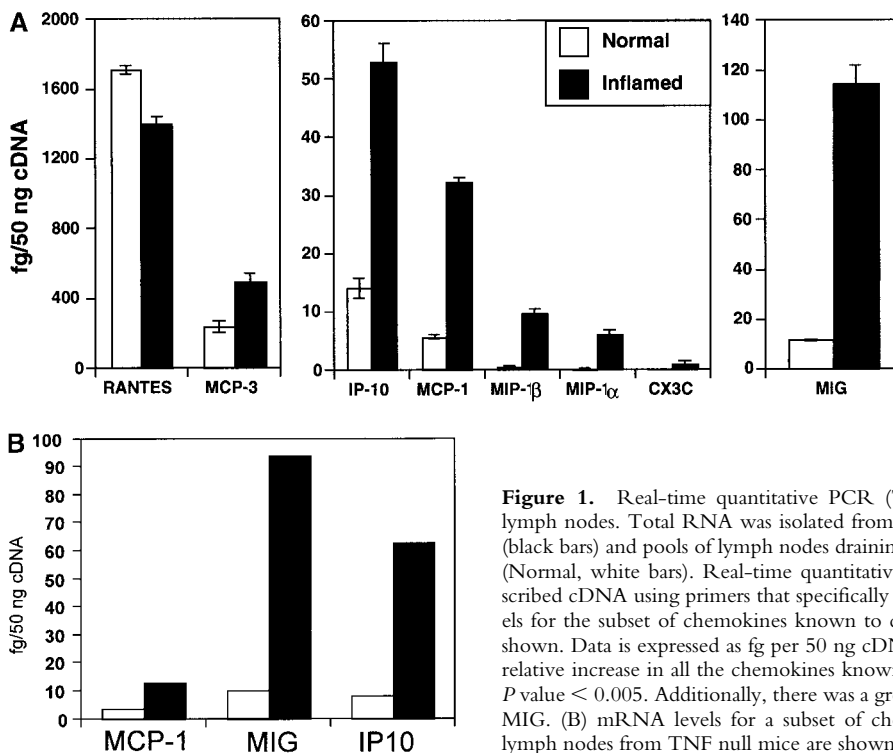 A
fg/50 ng cDNA
2000
1600
1200
800
400
0
RANTES MCP-3
60
50
40
30
20
10
0
IP-10 MCP-1 MIP-1β MIP-1α CX3C
Normal
Inflamed
140
120
100
80
60
40
20
0
MIG
B
fg/50 ng cDNA
100
90
80
70
60
50
40
30
20
10
0
MCP-1 MIG IP10
Figure 1. Real-time quantitative PCR (
lymph nodes. Total RNA was isolated from
(black bars) and pools of lymph nodes drainin
(Normal, white bars). Real-time quantitative
scribed cDNA using primers that specifically
els for the subset of chemokines known to
shown. Data is expressed as fg per 50 ng cDN
relative increase in all the chemokines known
P value < 0.005. Additionally, there was a gr
MIG. (B) mRNA levels for a subset of ch
lymph nodes from TNF null mice are shown